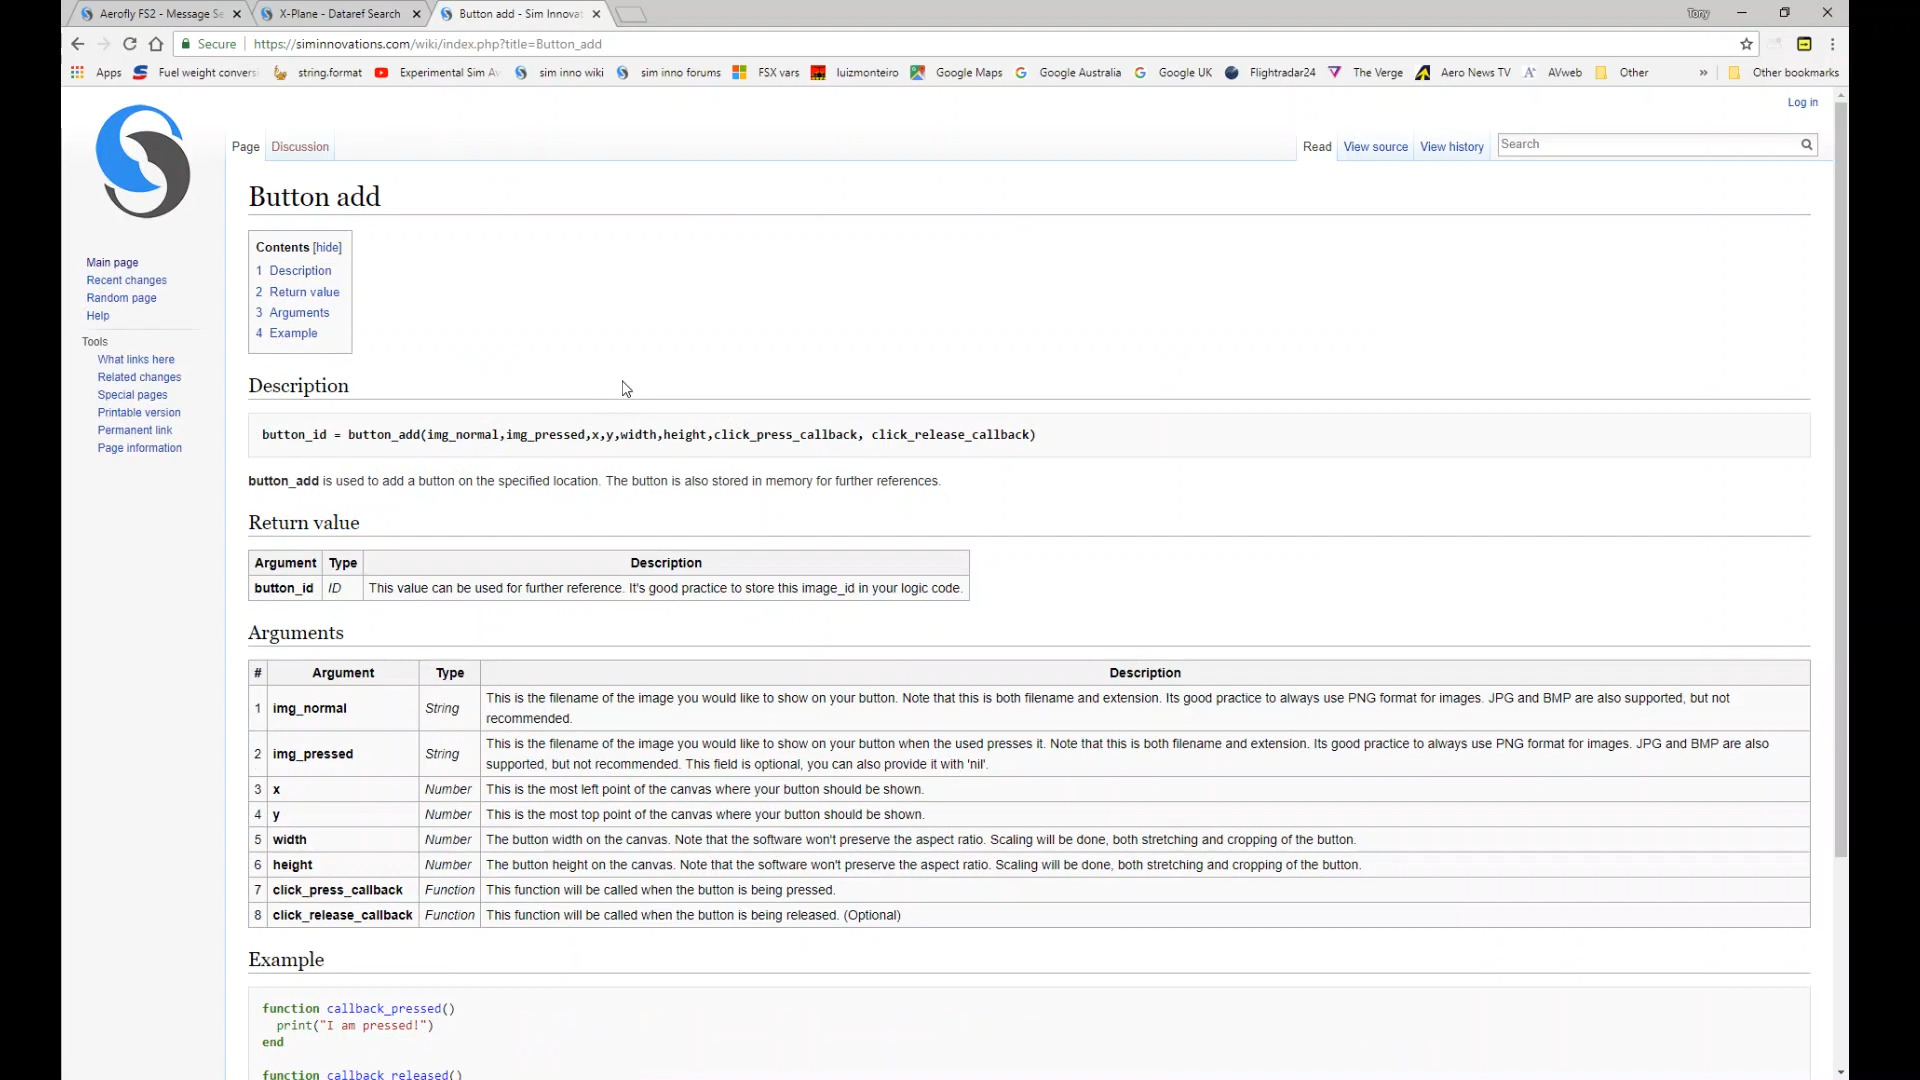 Aerofly FS2 - Message Se
X-Plane - Dataref Search
Button add - Sim Innovat
Tony
Secure
https://siminnovations.com/wiki/index.php?title=Button_add
Apps
Fuel weight conversi
string.format
Experimental Sim Av
sim inno wiki
sim inno forums
FSX vars
luizmonteiro
Google Maps
Google Australia
Google UK
Flightradar24
The Verge
Aero News TV
AVweb
Other
»
Other bookmarks
Log in
Page
Discussion
Read
View source
View history
Search
Main page
Recent changes
Random page
Help
Tools
What links here
Related changes
Special pages
Printable version
Permanent link
Page information
Button add
Contents [hide]
1 Description
2 Return value
3 Arguments
4 Example
Description
button_id = button_add(img_normal,img_pressed,x,y,width,height,click_press_callback, click_release_callback)
button_add is used to add a button on the specified location. The button is also stored in memory for further references.
Return value
Argument Type Description
button_id ID This value can be used for further reference. It's good practice to store this image_id in your logic code.
Arguments
# Argument Type Description
1 img_normal String This is the filename of the image you would like to show on your button. Note that this is both filename and extension. Its good practice to always use PNG format for images. JPG and BMP are also supported, but not
recommended.
2 img_pressed String This is the filename of the image you would like to show on your button when the used presses it. Note that this is both filename and extension. Its good practice to always use PNG format for images. JPG and BMP are also
supported, but not recommended. This field is optional, you can also provide it with 'nil'.
3 x Number This is the most left point of the canvas where your button should be shown.
4 y Number This is the most top point of the canvas where your button should be shown.
5 width Number The button width on the canvas. Note that the software won't preserve the aspect ratio. Scaling will be done, both stretching and cropping of the button.
6 height Number The button height on the canvas. Note that the software won't preserve the aspect ratio. Scaling will be done, both stretching and cropping of the button.
7 click_press_callback Function This function will be called when the button is being pressed.
8 click_release_callback Function This function will be called when the button is being released. (Optional)
Example
function callback_pressed()
print("I am pressed!")
end
function callback_released()